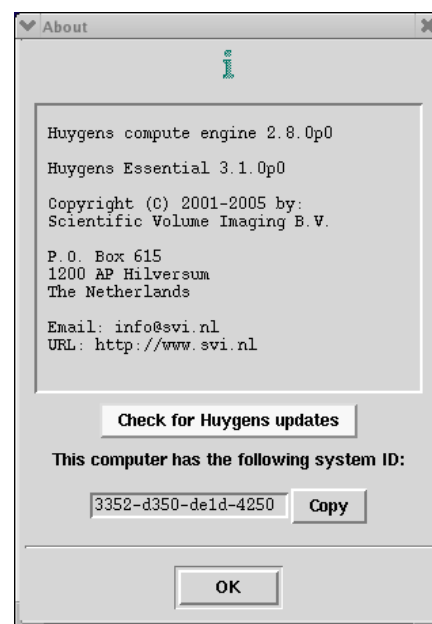 About
i
Huygens compute engine 2.8.0p0
Huygens Essential 3.1.0p0
Copyright (C) 2001-2005 by:
Scientific Volume Imaging B.V.
P.O. Box 615
1200 AP Hilversum
The Netherlands
Email: info@svi.nl
URL: http://www.svi.nl
Check for Huygens updates
This computer has the following system ID:
3352-d350-de1d-4250
Copy
OK